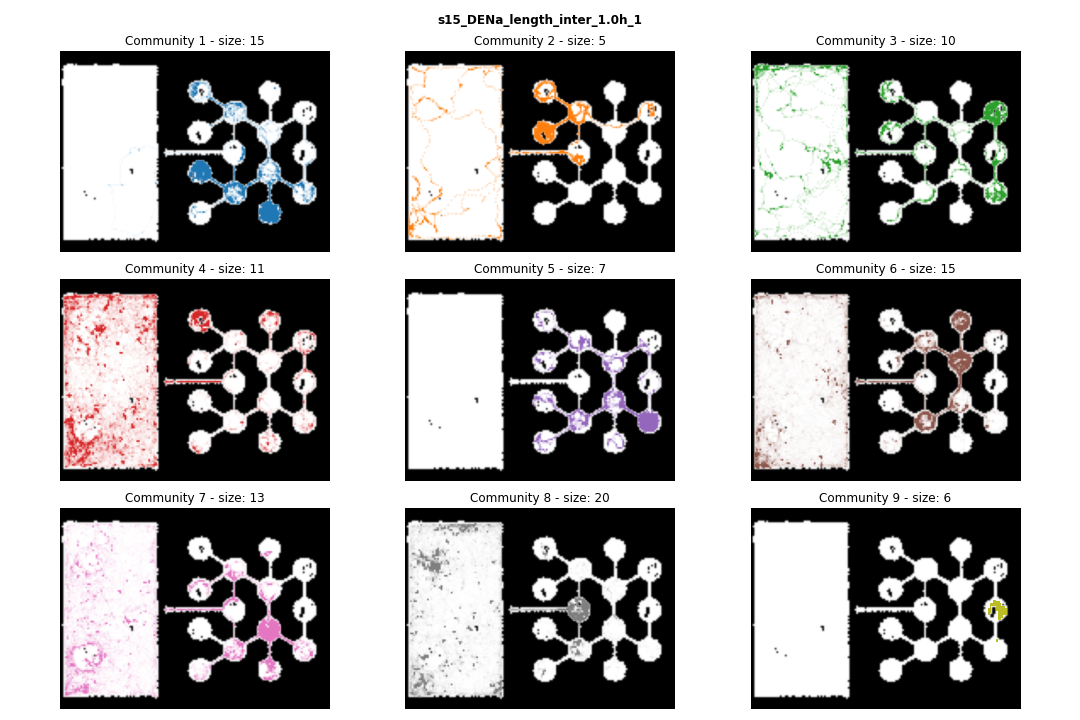 s15_DENa_length_inter_1.0h_1
Community 1 - size: 15
Community 2 - size: 5
Community 3 - size: 10
Community 4 - size: 11
Community 5 - size: 7
Community 6 - size: 15
Community 7 - size: 13
Community 8 - size: 20
Community 9 - size: 6